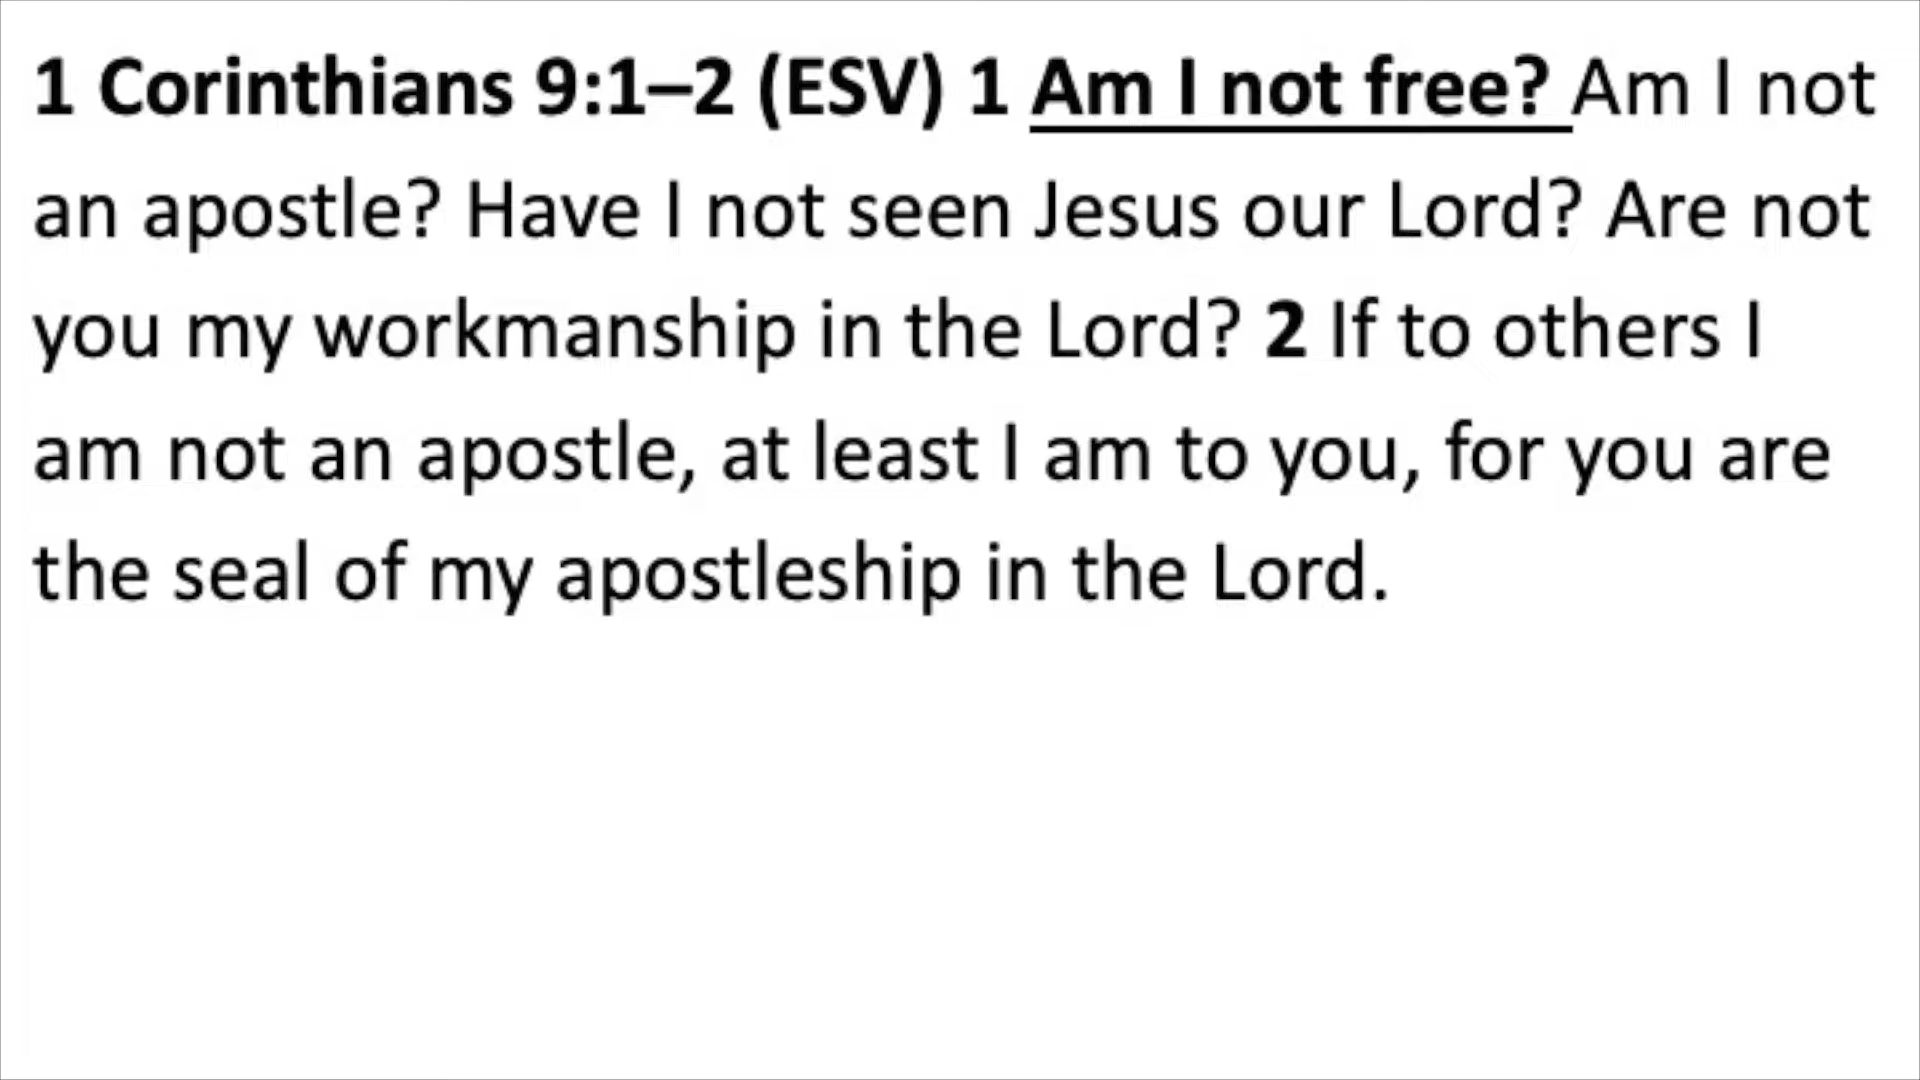 1 Corinthians 9:1–2 (ESV) 1 Am I not free? Am I not
an apostle? Have I not seen Jesus our Lord? Are not
you my workmanship in the Lord? 2 If to others I
am not an apostle, at least I am to you, for you are
the seal of my apostleship in the Lord.